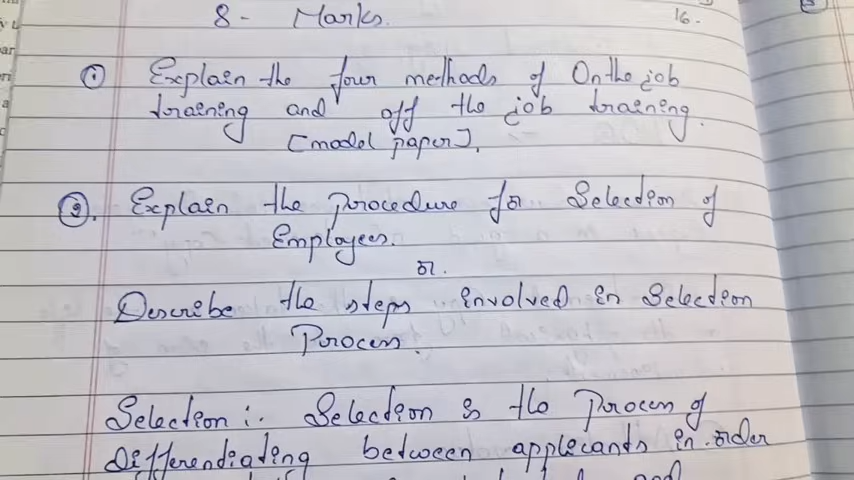 8 - Marks.
16.
① Explain the four methods of On the job
training and off the job training.
[model paper].
②. Explain the Procedure for Selection of
Employees.
or.
Describe the steps involved in Selection
Process.
Selection :- Selection is the Process of
differentiating between applicants in order
and